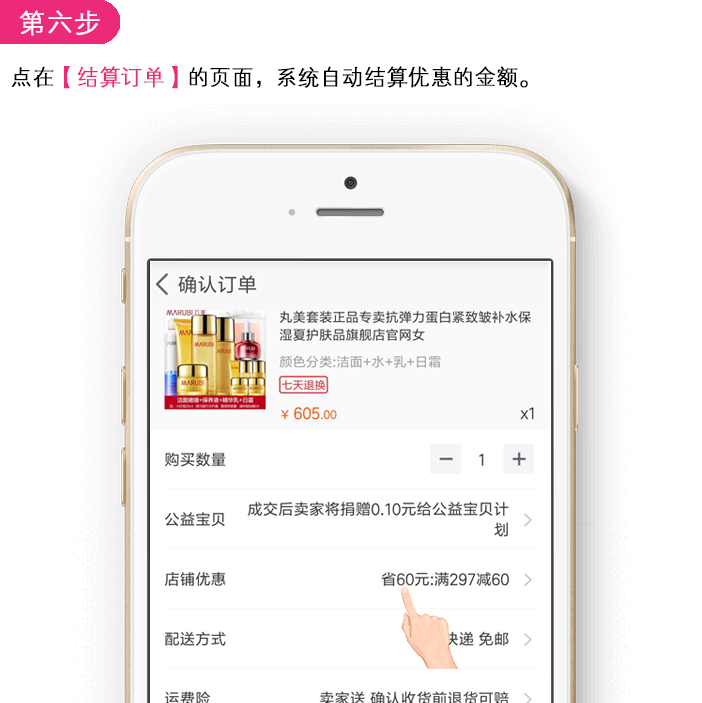 第六步
点在【结算订单】的页面，系统自动结算优惠的金额。
确认订单
MARUBI 丸美
MARUBI
丸美套装正品专卖抗弹力蛋白紧致皱补水保
湿夏护肤品旗舰店官网女
颜色分类:洁面+水+乳+日霜
七天退换
¥ 605.00
x1
购买数量
1
公益宝贝
成交后卖家将捐赠0.10元给公益宝贝计
划
店铺优惠
省60元:满297减60
配送方式
快递 免邮
运费险
卖家送 确认收货前退货可赔